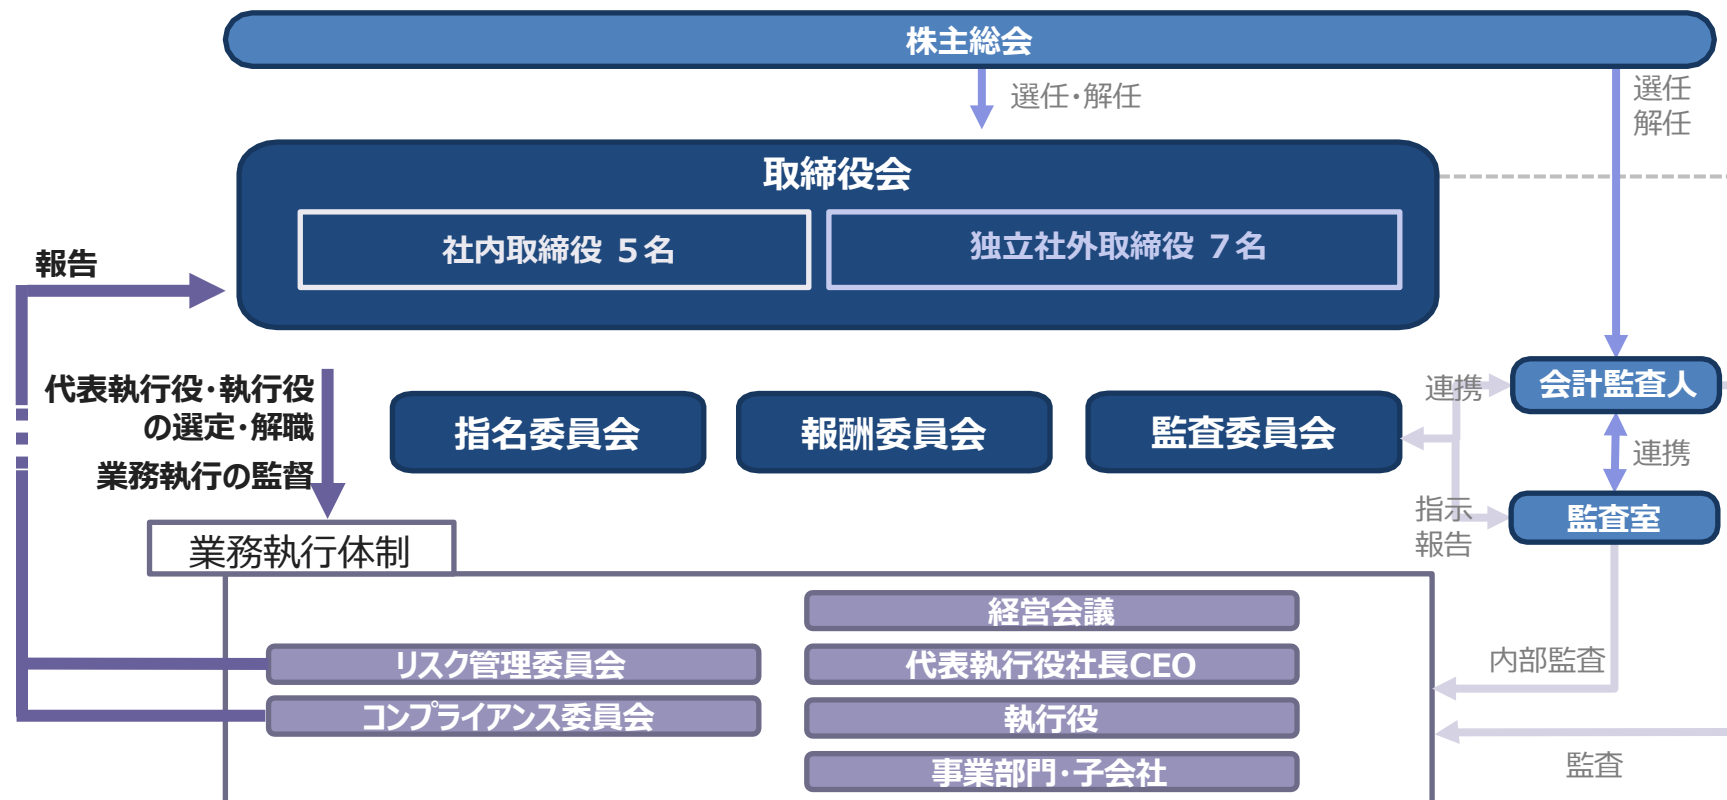 株主総会
選任・解任
選任
解任
取締役会
社内取締役 5名
独立社外取締役 7名
報告
代表執行役・執行役
の選定・解職
業務執行の監督
指名委員会
報酬委員会
監査委員会
連携
会計監査人
連携
指示
報告
監査室
業務執行体制
経営会議
リスク管理委員会
代表執行役社長CEO
内部監査
コンプライアンス委員会
執行役
事業部門・子会社
監査